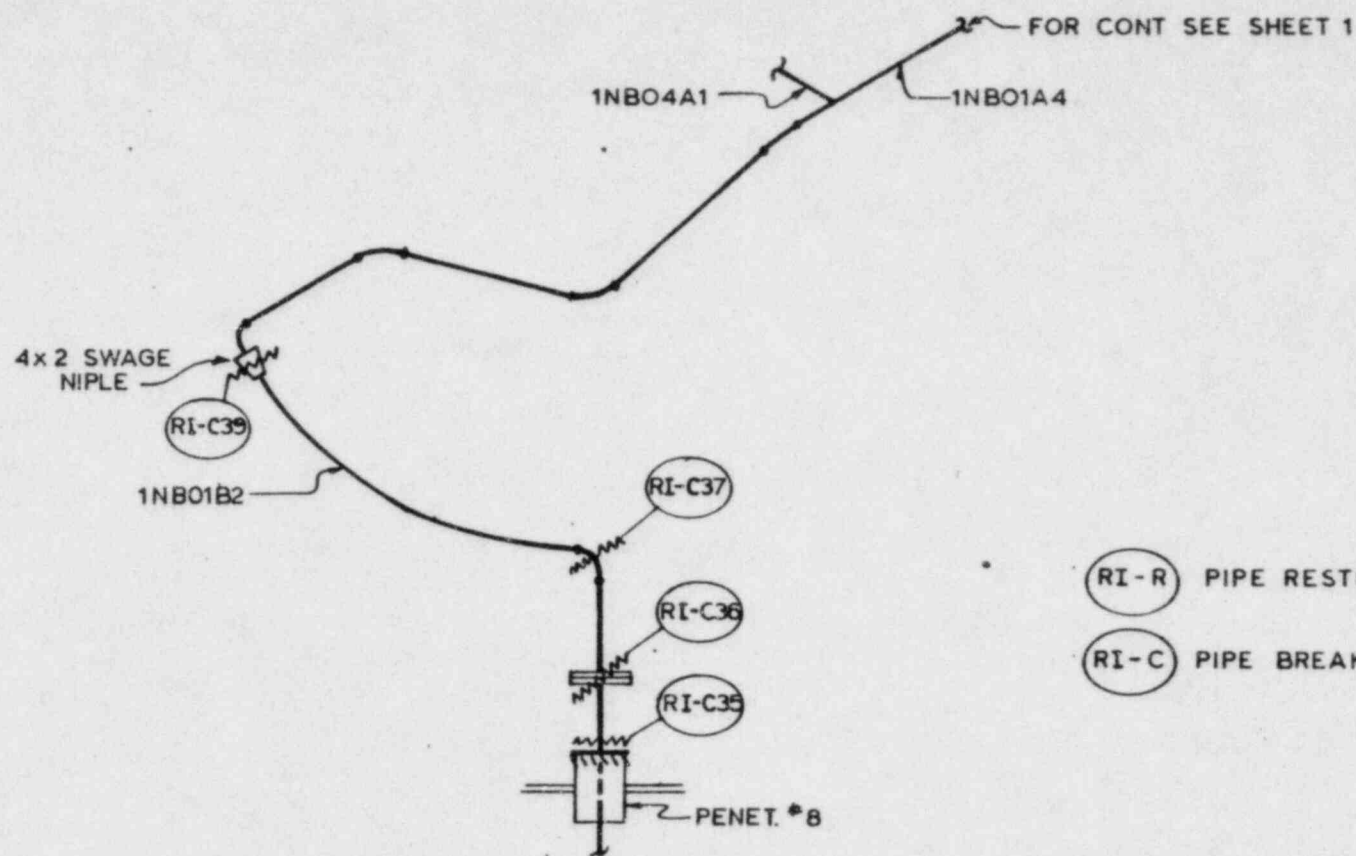 FOR CONT SEE SHEET 1
1NB04A1
1NB01A4
4x2 SWAGE
NIPLE
RI-C39
1NB01B2
RI-C37
RI-C36
RI-C35
PENET. #8
RI-R PIPE REST
RI-C PIPE BREAK